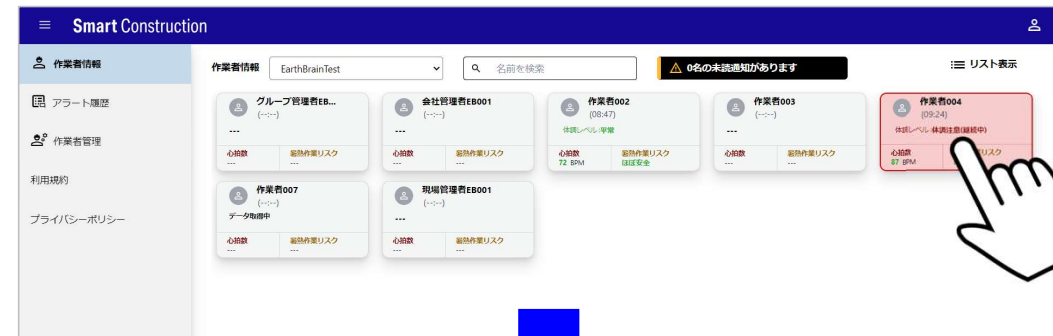 Smart Construction
作業者情報
アラート履歴
作業者管理
利用規約
プライバシーポリシー
作業者情報 EarthBrainTest 名前を検索 0名の未読通知があります リスト表示
グループ管理者EB...
(--:--)
---
心拍数 暑熱作業リスク
--- ---
会社管理者EB001
(--:--)
---
心拍数 暑熱作業リスク
--- ---
作業者002
(08:47)
体調レベル:平常
心拍数 暑熱作業リスク
72 BPM ほぼ安全
作業者003
(--:--)
---
心拍数 暑熱作業リスク
--- ---
作業者004
(09:24)
体調レベル:体調注意(継続中)
心拍数 リスク
87 BPM ---
作業者007
(--:--)
データ取得中
心拍数 暑熱作業リスク
--- ---
現場管理者EB001
(--:--)
---
心拍数 暑熱作業リスク
--- ---